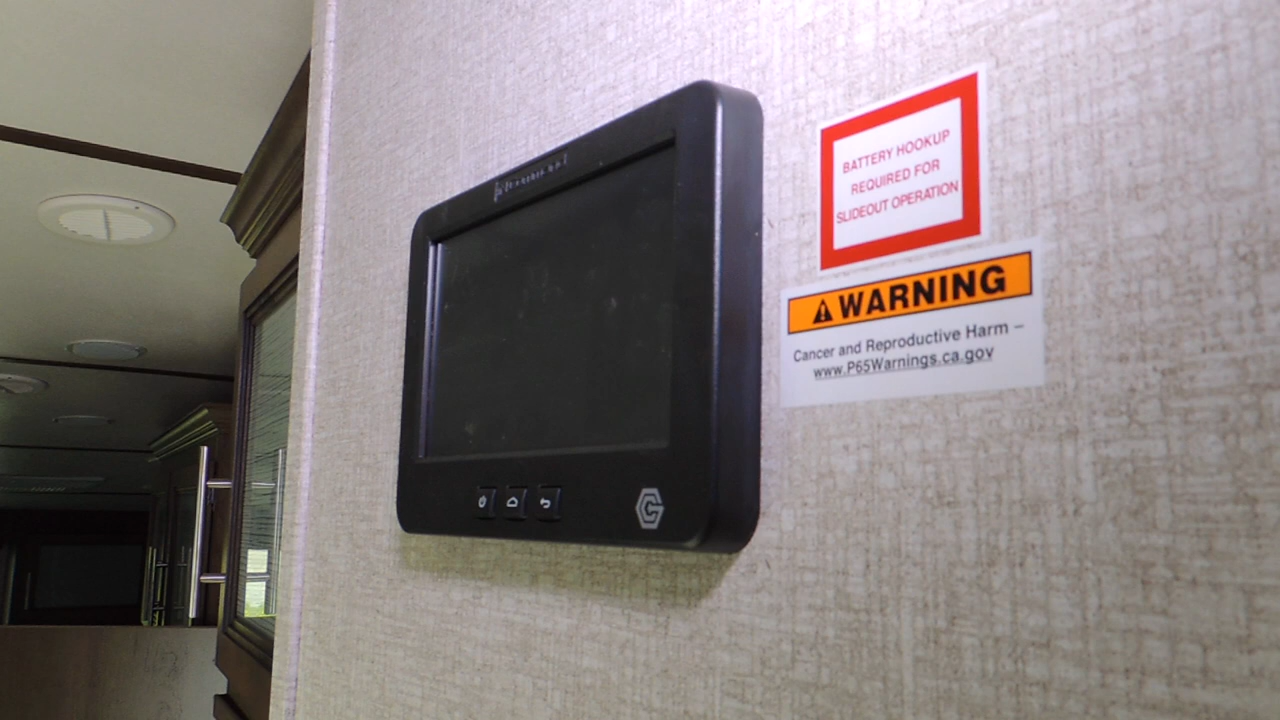 BATTERY HOOKUP
REQUIRED FOR
SLIDEOUT OPERATION
WARNING
Cancer and Reproductive Harm –
www.P65Warnings.ca.gov